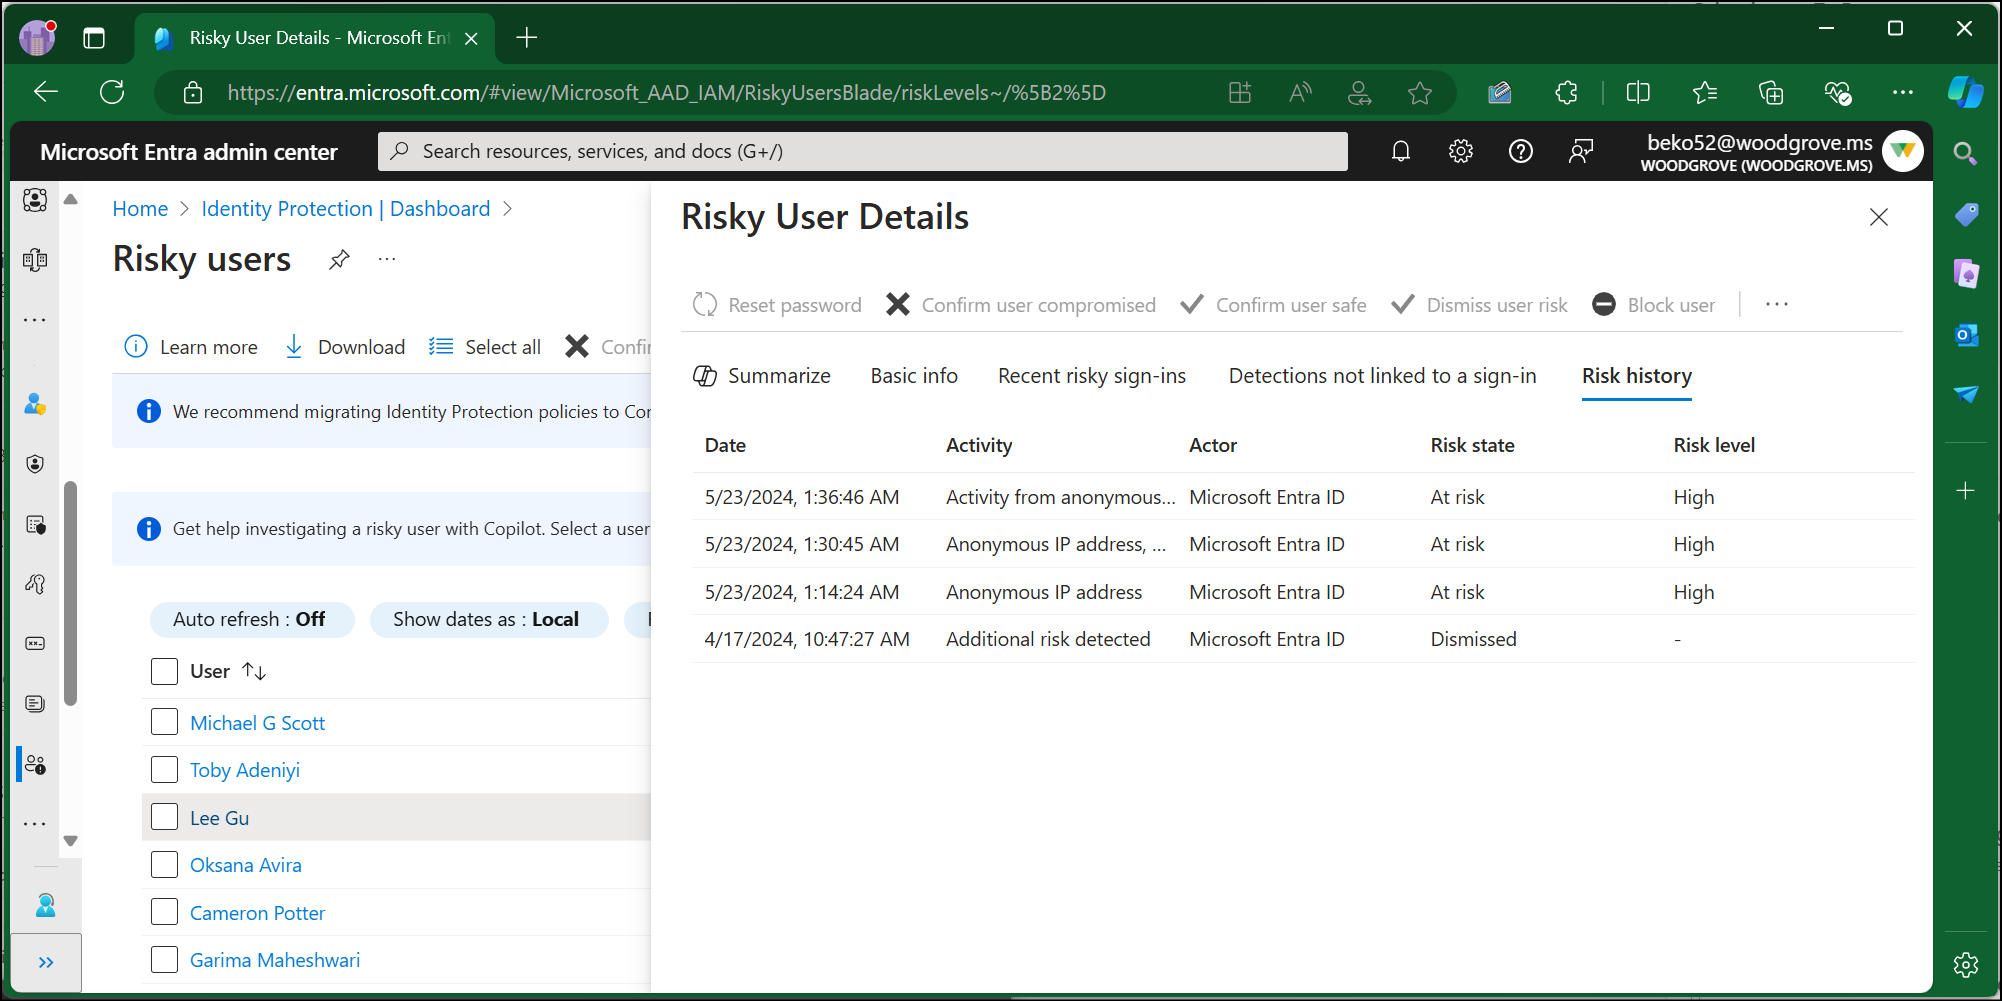 Risky User Details - Microsoft Ent
https://entra.microsoft.com/#view/Microsoft_AAD_IAM/RiskyUsersBlade/riskLevels~/%5B2%5D
Microsoft Entra admin center
Search resources, services, and docs (G+/)
beko52@woodgrove.ms
WOODGROVE (WOODGROVE.MS)
Home > Identity Protection | Dashboard >
Risky users
Learn more
Download
Select all
Confir
We recommend migrating Identity Protection policies to Con
Get help investigating a risky user with Copilot. Select a user
Auto refresh : Off
Show dates as : Local
User
Michael G Scott
Toby Adeniyi
Lee Gu
Oksana Avira
Cameron Potter
Garima Maheshwari
Risky User Details
Reset password
Confirm user compromised
Confirm user safe
Dismiss user risk
Block user
Summarize
Basic info
Recent risky sign-ins
Detections not linked to a sign-in
Risk history
Date Activity Actor Risk state Risk level
5/23/2024, 1:36:46 AM Activity from anonymous... Microsoft Entra ID At risk High
5/23/2024, 1:30:45 AM Anonymous IP address, ... Microsoft Entra ID At risk High
5/23/2024, 1:14:24 AM Anonymous IP address Microsoft Entra ID At risk High
4/17/2024, 10:47:27 AM Additional risk detected Microsoft Entra ID Dismissed -